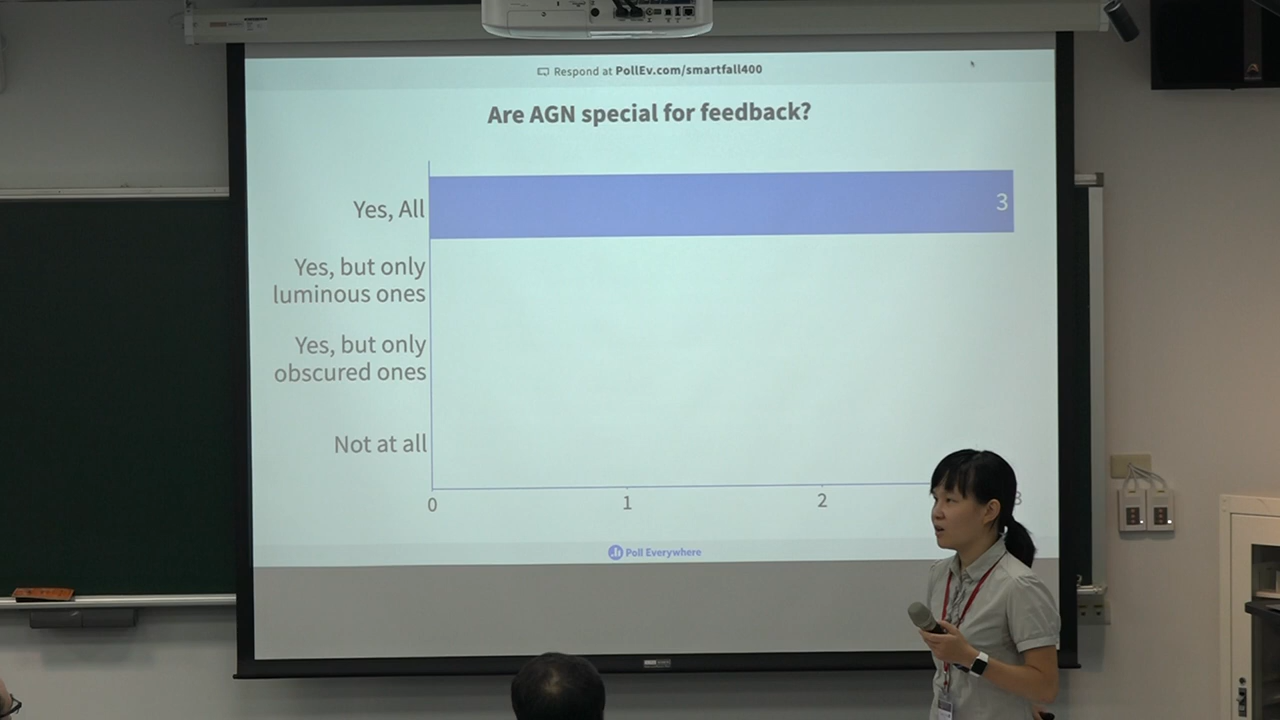 Respond at PollEv.com/smartfall400
Are AGN special for feedback?
Yes, All
3
Yes, but only
luminous ones
Yes, but only
obscured ones
Not at all
0
1
2
3
Poll Everywhere